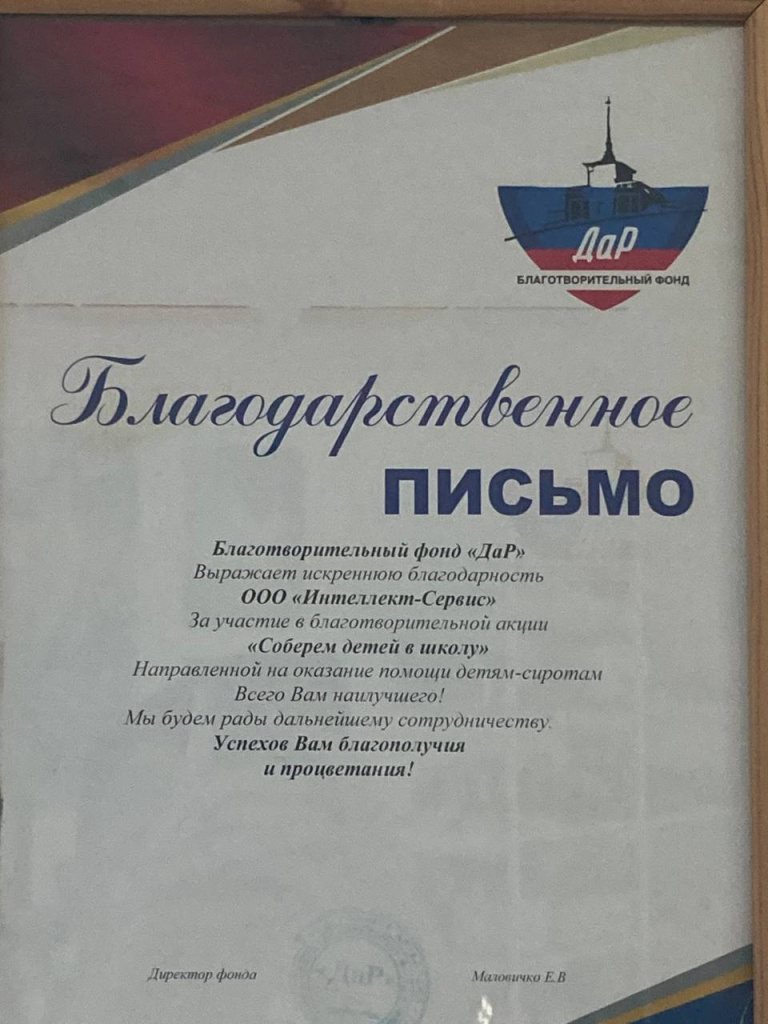 ДаР
БЛАГОТВОРИТЕЛЬНЫЙ ФОНД
Благодарственное
ПИСЬМО
Благотворительный фонд «ДаР»
Выражает искреннюю благодарность
ООО «Интеллект-Сервис»
За участие в благотворительной акции
«Соберем детей в школу»
Направленной на оказание помощи детям-сиротам
Всего Вам наилучшего!
Мы будем рады дальнейшему сотрудничеству.
Успехов Вам благополучия
и процветания!
Директор фонда «ДаР» Маловичко Е.В